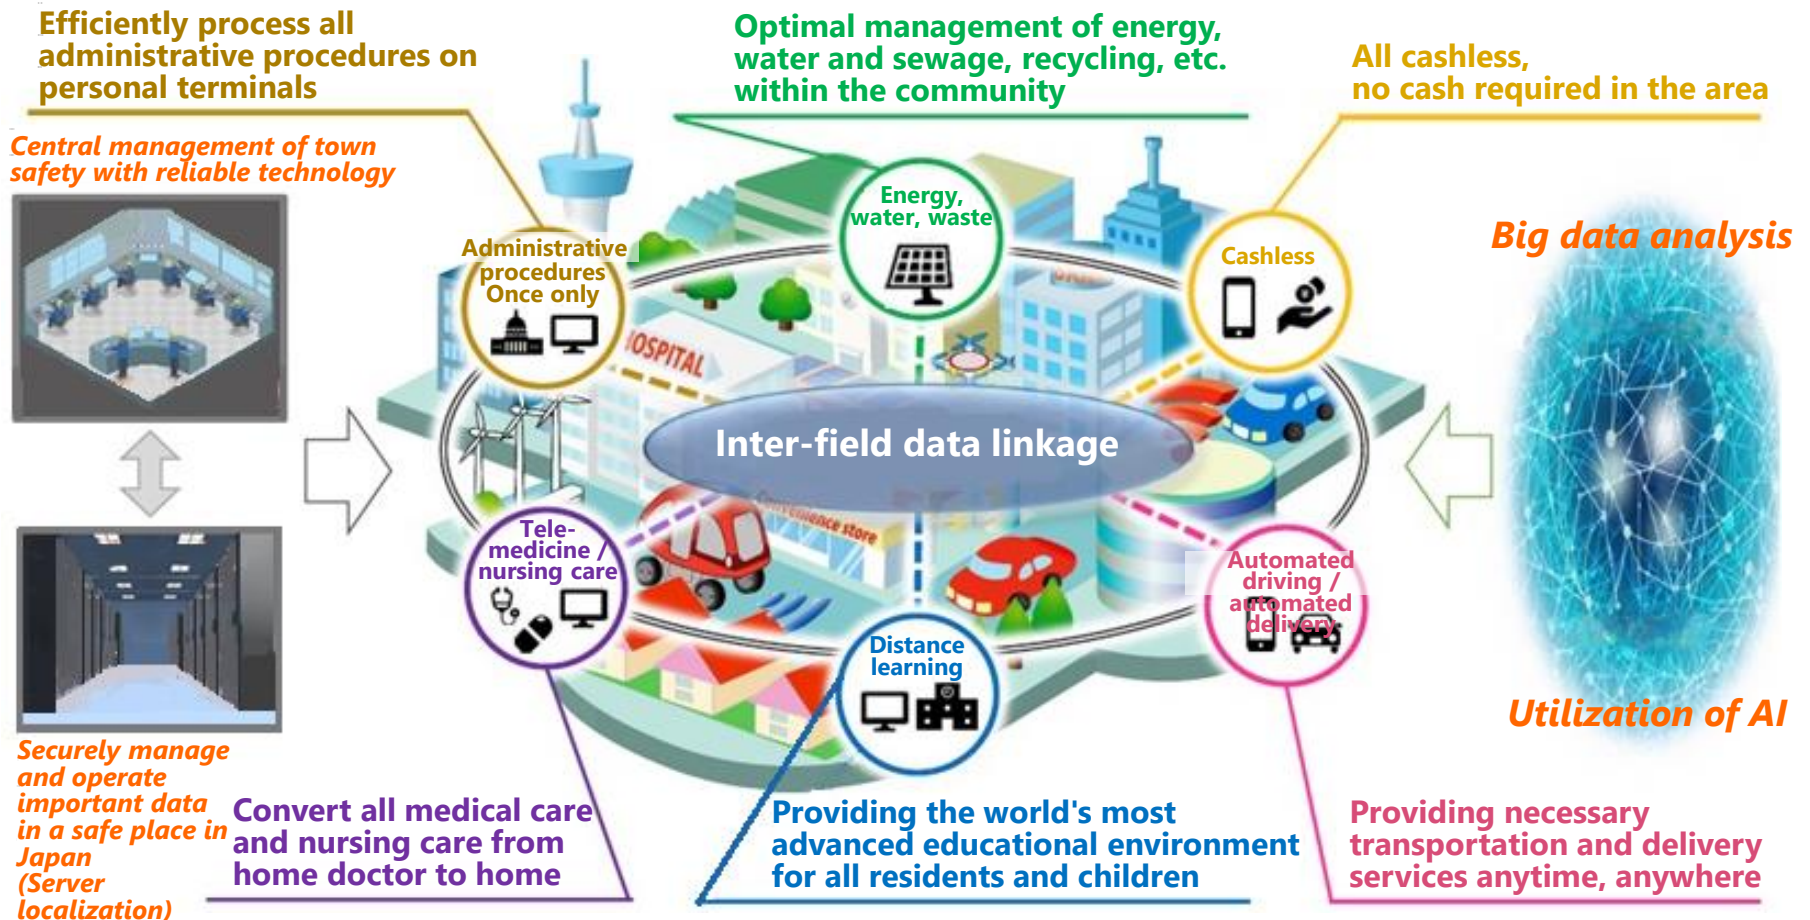 Efficiently process all
administrative procedures on
personal terminals
Optimal management of energy,
water and sewage, recycling, etc.
within the community
All cashless,
no cash required in the area
Central management of town
safety with reliable technology
Energy,
water, waste
Administrative
procedures
Once only
Cashless
Big data analysis
HOSPITAL
Inter-field data linkage
Convenience store
Tele-
medicine /
nursing care
Automated
driving /
automated
delivery
Distance
learning
Utilization of AI
Securely manage
and operate
important data
in a safe place in
Japan
(Server
localization)
Convert all medical care
and nursing care from
home doctor to home
Providing the world's most
advanced educational environment
for all residents and children
Providing necessary
transportation and delivery
services anytime, anywhere